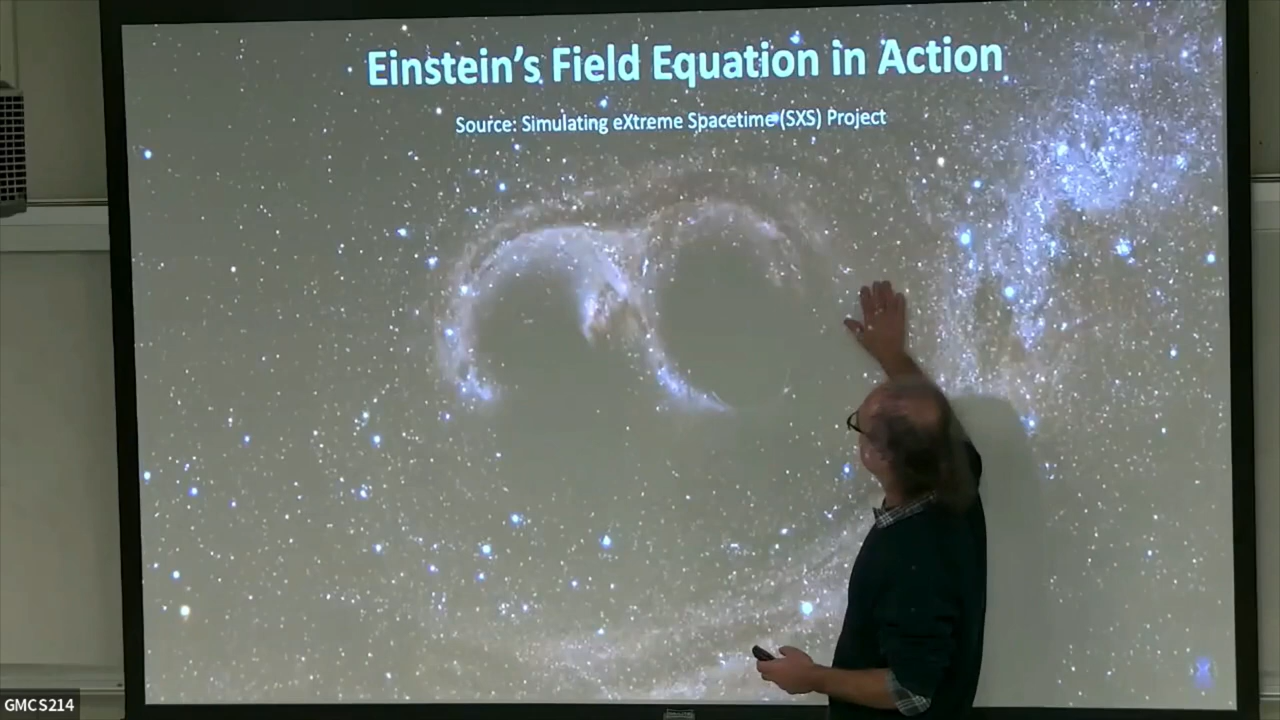 Einstein's Field Equation in Action
Source: Simulating eXtreme Spacetime (SXS) Project
GMCS214